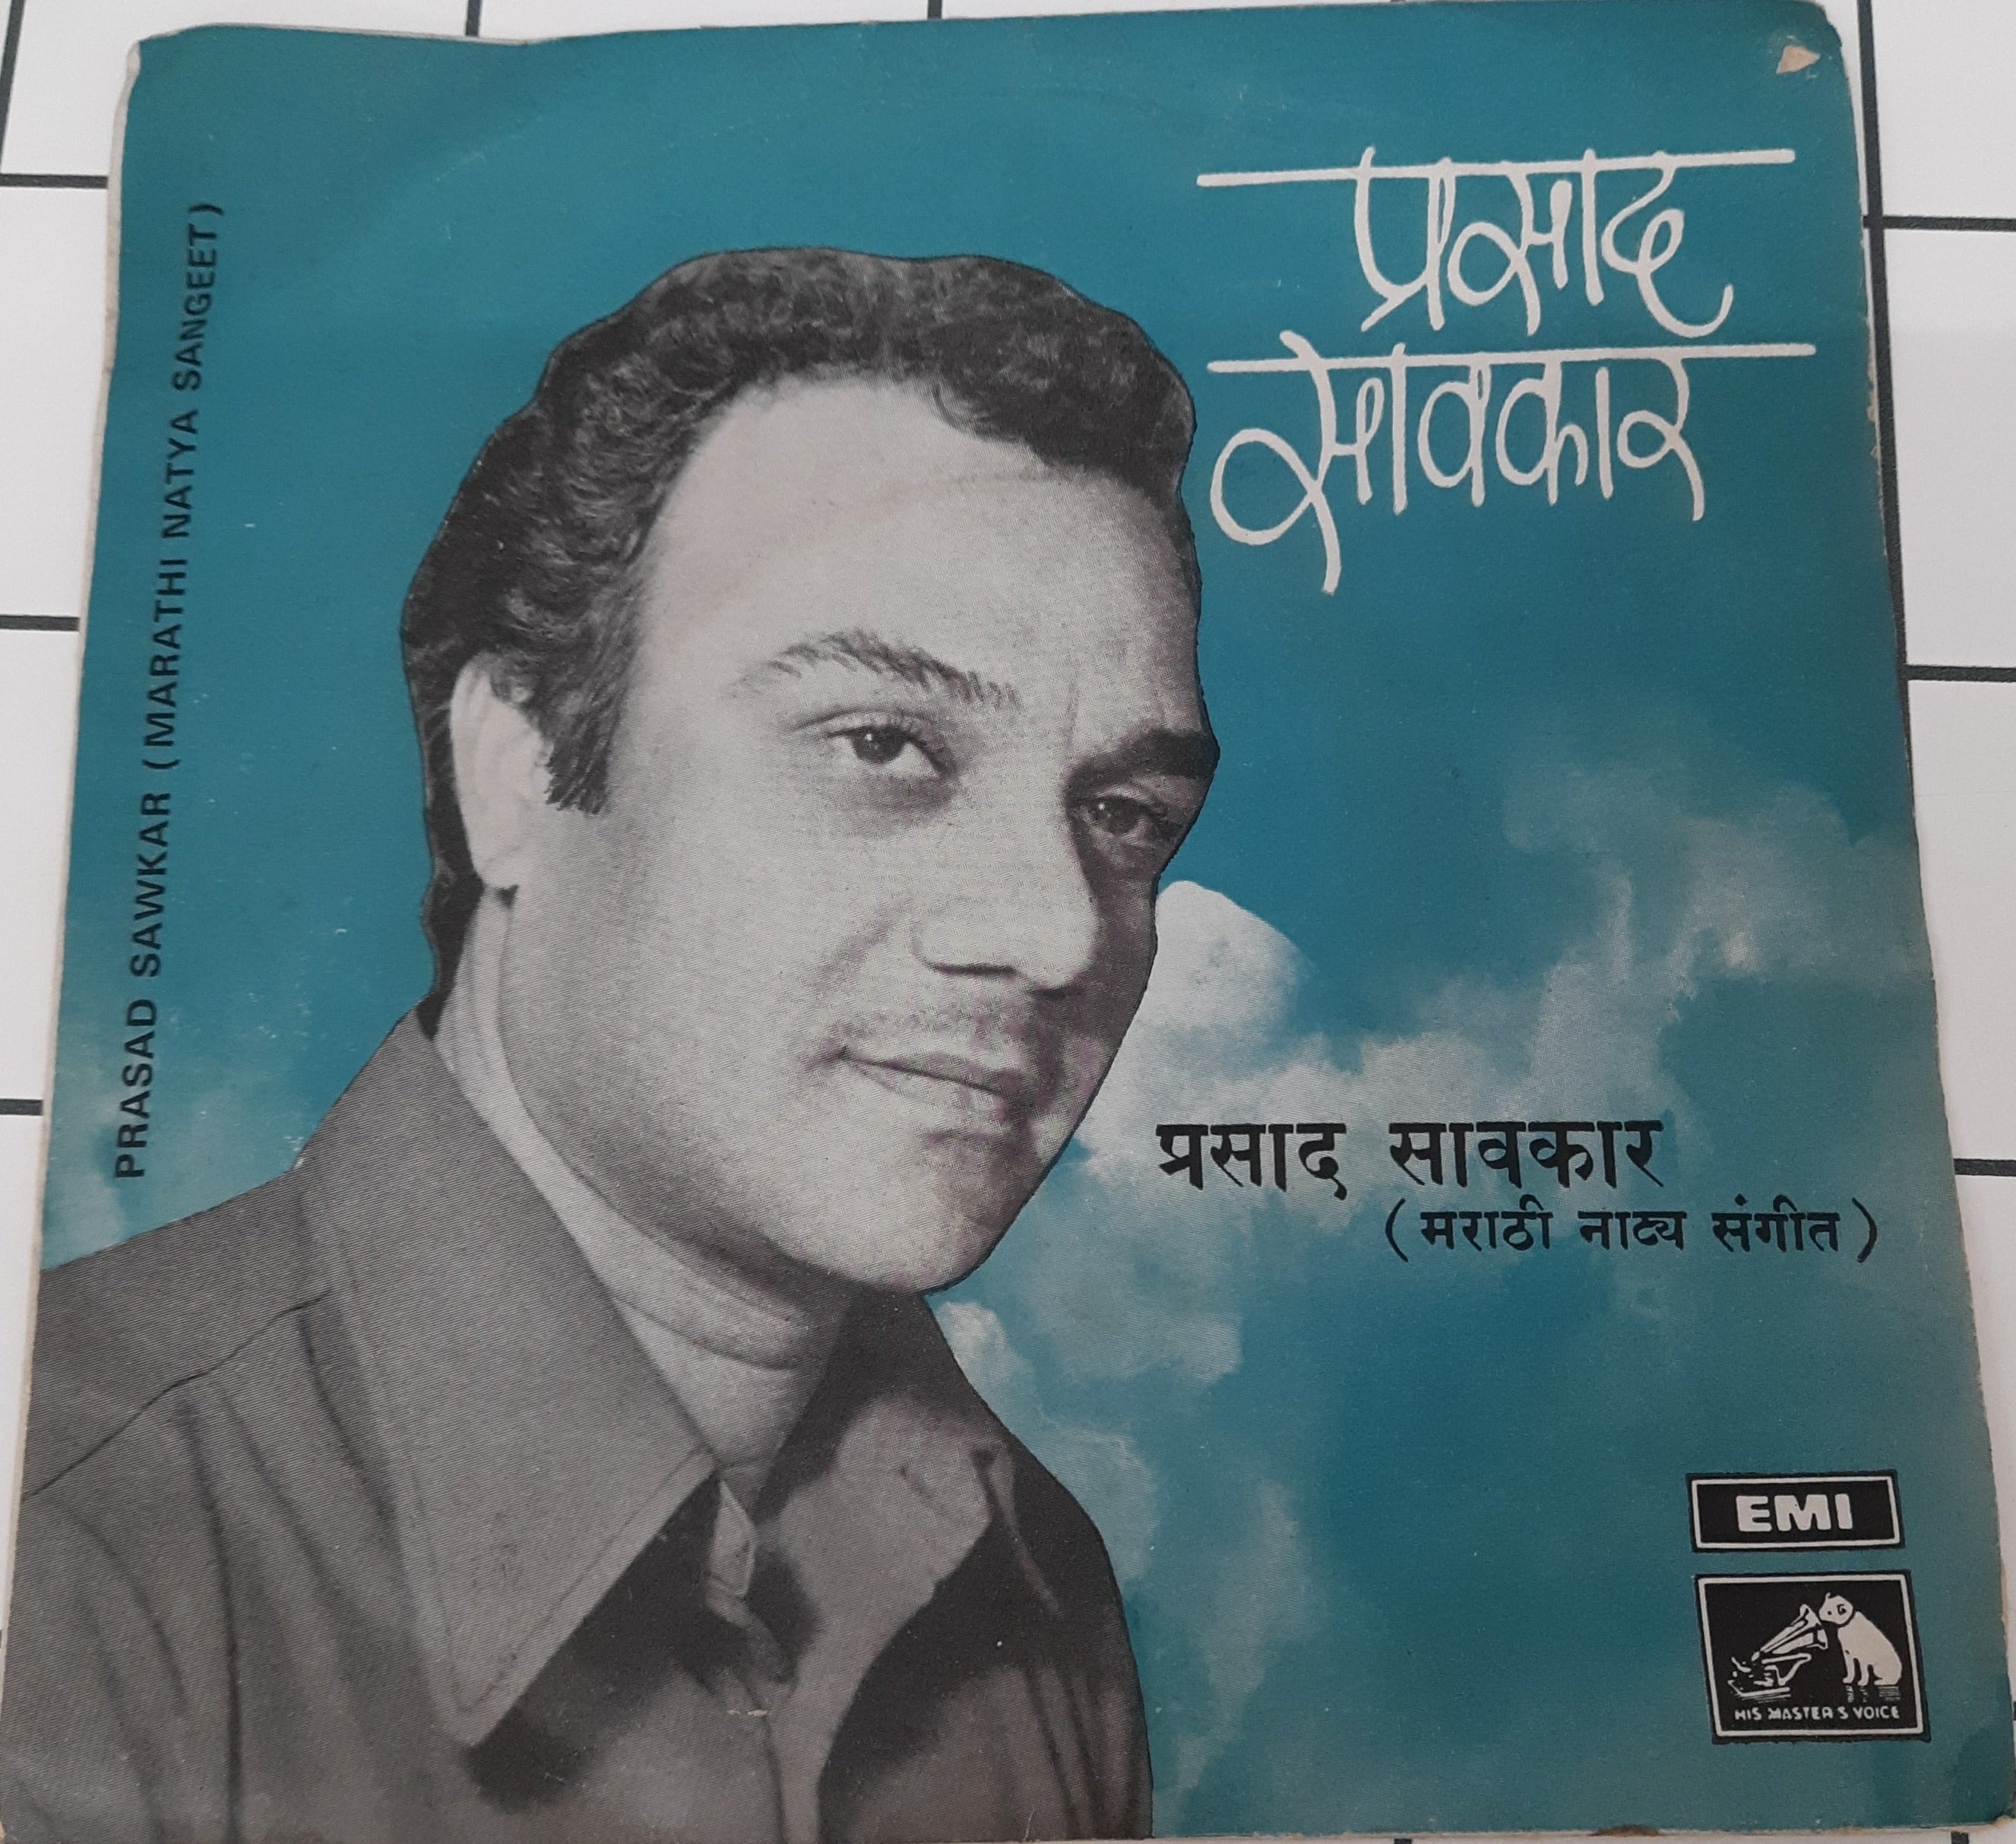 प्रसाद
सावकार
PRASAD SAWKAR (MARATHI NATYA SANGEET)
प्रसाद सावकार
(मराठी नाट्य संगीत)
EMI
HIS MASTER'S VOICE